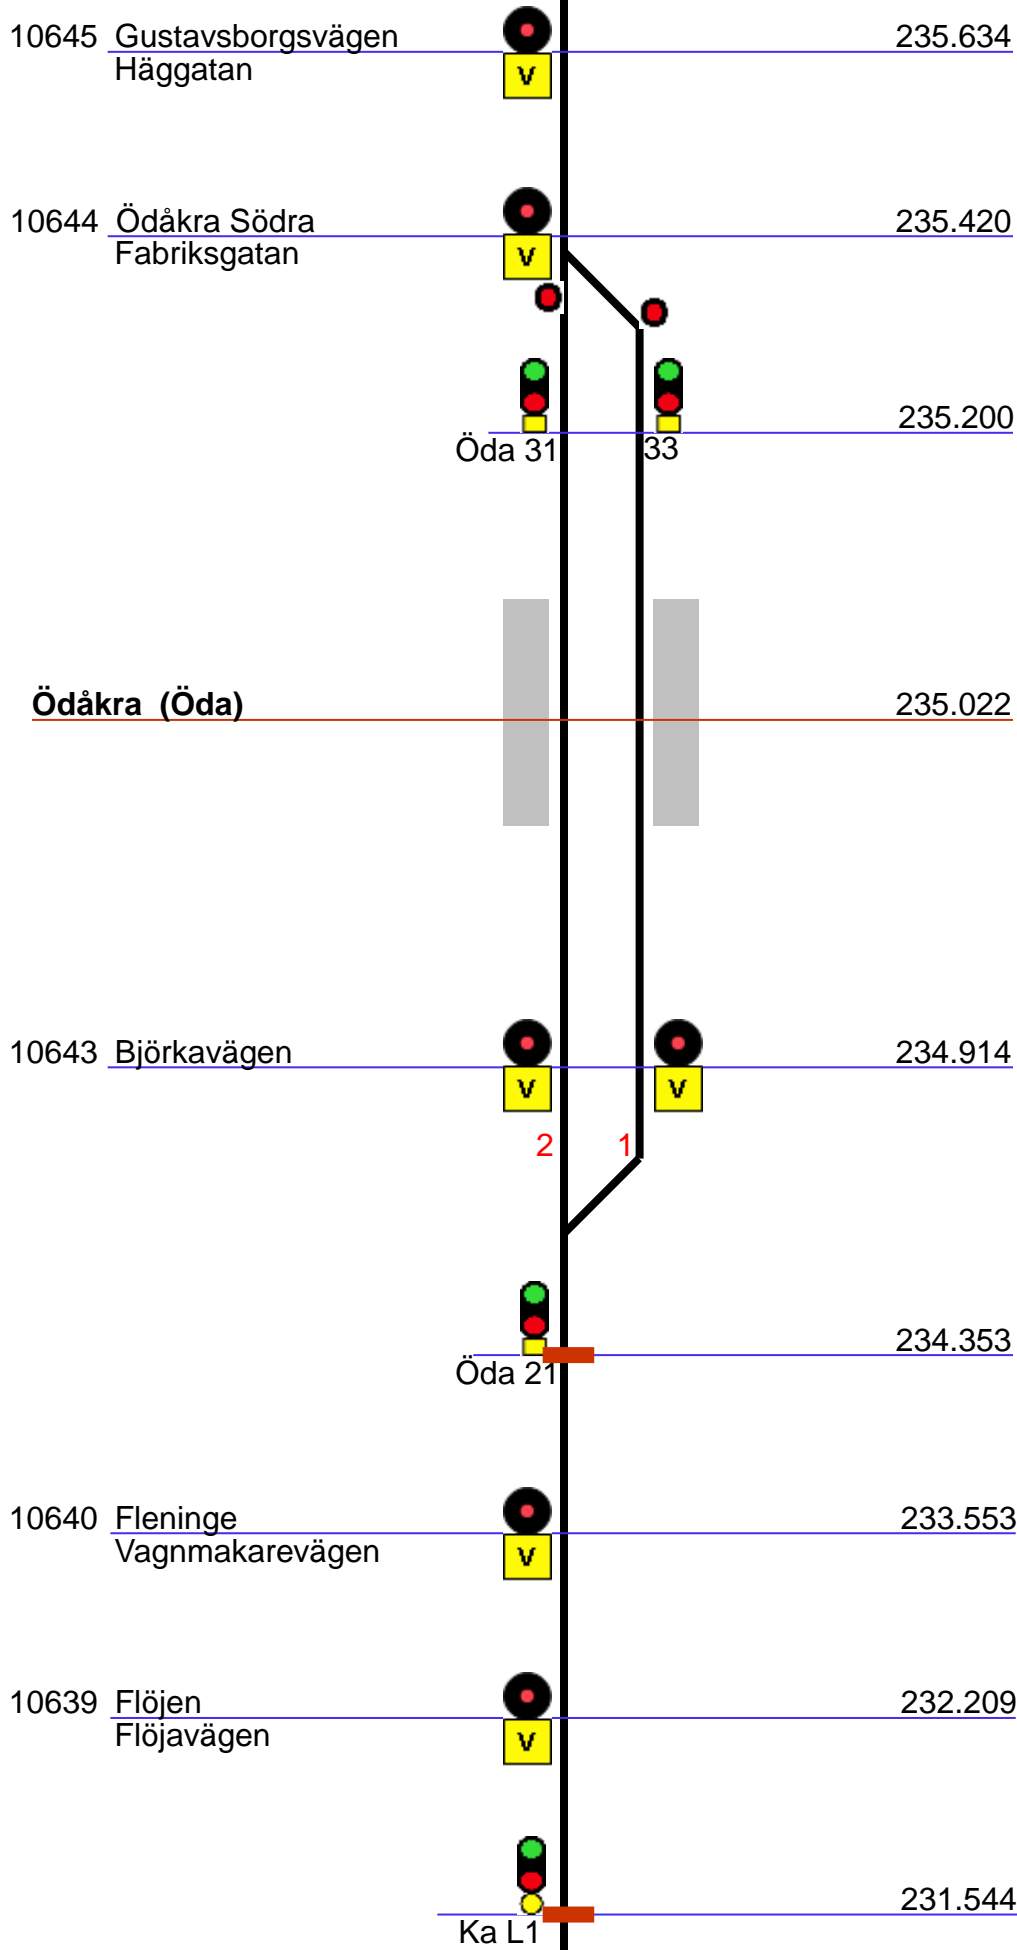 10645 Gustavsborgsvägen 235.634
Häggatan
V
10644 Ödåkra Södra 235.420
Fabriksgatan
V
235.200
Öda 31 33
Ödåkra (Öda) 235.022
10643 Björkavägen 234.914
V V
2 1
234.353
Öda 21
10640 Fleninge 233.553
Vagnmakarevägen
V
10639 Flöjen 232.209
Flöjavägen
V
231.544
Ka L1